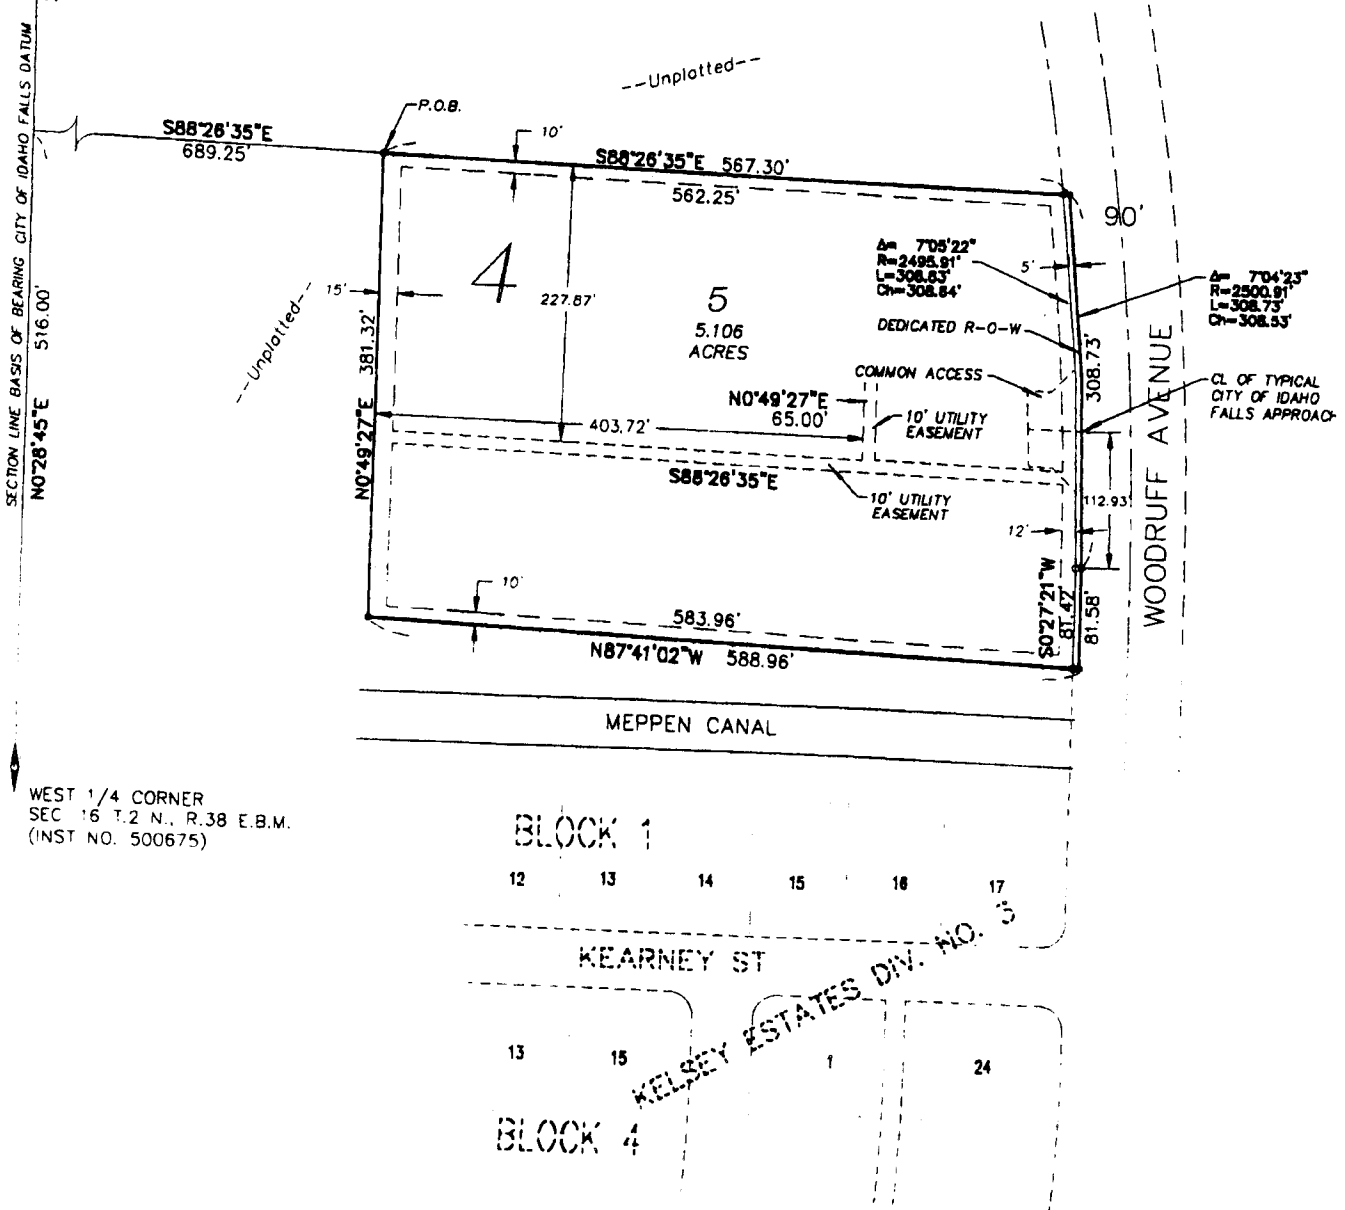 SECTION LINE BASIS OF BEARING CITY OF IDAHO FALLS DATUM
N0°28'45"E 516.00'
S88°26'35"E
689.25'
P.O.B.
--Unplatted--
10'
S88°26'35"E 567.30'
562.25'
90'
4
5
5.106
ACRES
227.87'
15'
--Unplatted--
N0°49'27"E 381.32'
Δ= 7°05'22"
R=2495.91'
L=308.83'
Ch=308.64'
5'
Δ= 7°04'23"
R=2500.91'
L=308.73'
Ch=308.53'
DEDICATED R-O-W
COMMON ACCESS
308.73'
CL OF TYPICAL
CITY OF IDAHO
FALLS APPROACH
N0°49'27"E
65.00'
10' UTILITY
EASEMENT
403.72'
S88°26'35"E
10' UTILITY
EASEMENT
112.93'
12'
WOODRUFF AVENUE
S0°27'21"W
81.42'
81.58'
10'
583.96'
N87°41'02"W 588.96'
MEPPEN CANAL
WEST 1/4 CORNER
SEC 16 T.2 N., R.38 E.B.M.
(INST NO. 500675)
BLOCK 1
12 13 14 15 16 17
KEARNEY ST
KELSEY ESTATES DIV. NO. 3
13 15 1 24
BLOCK 4